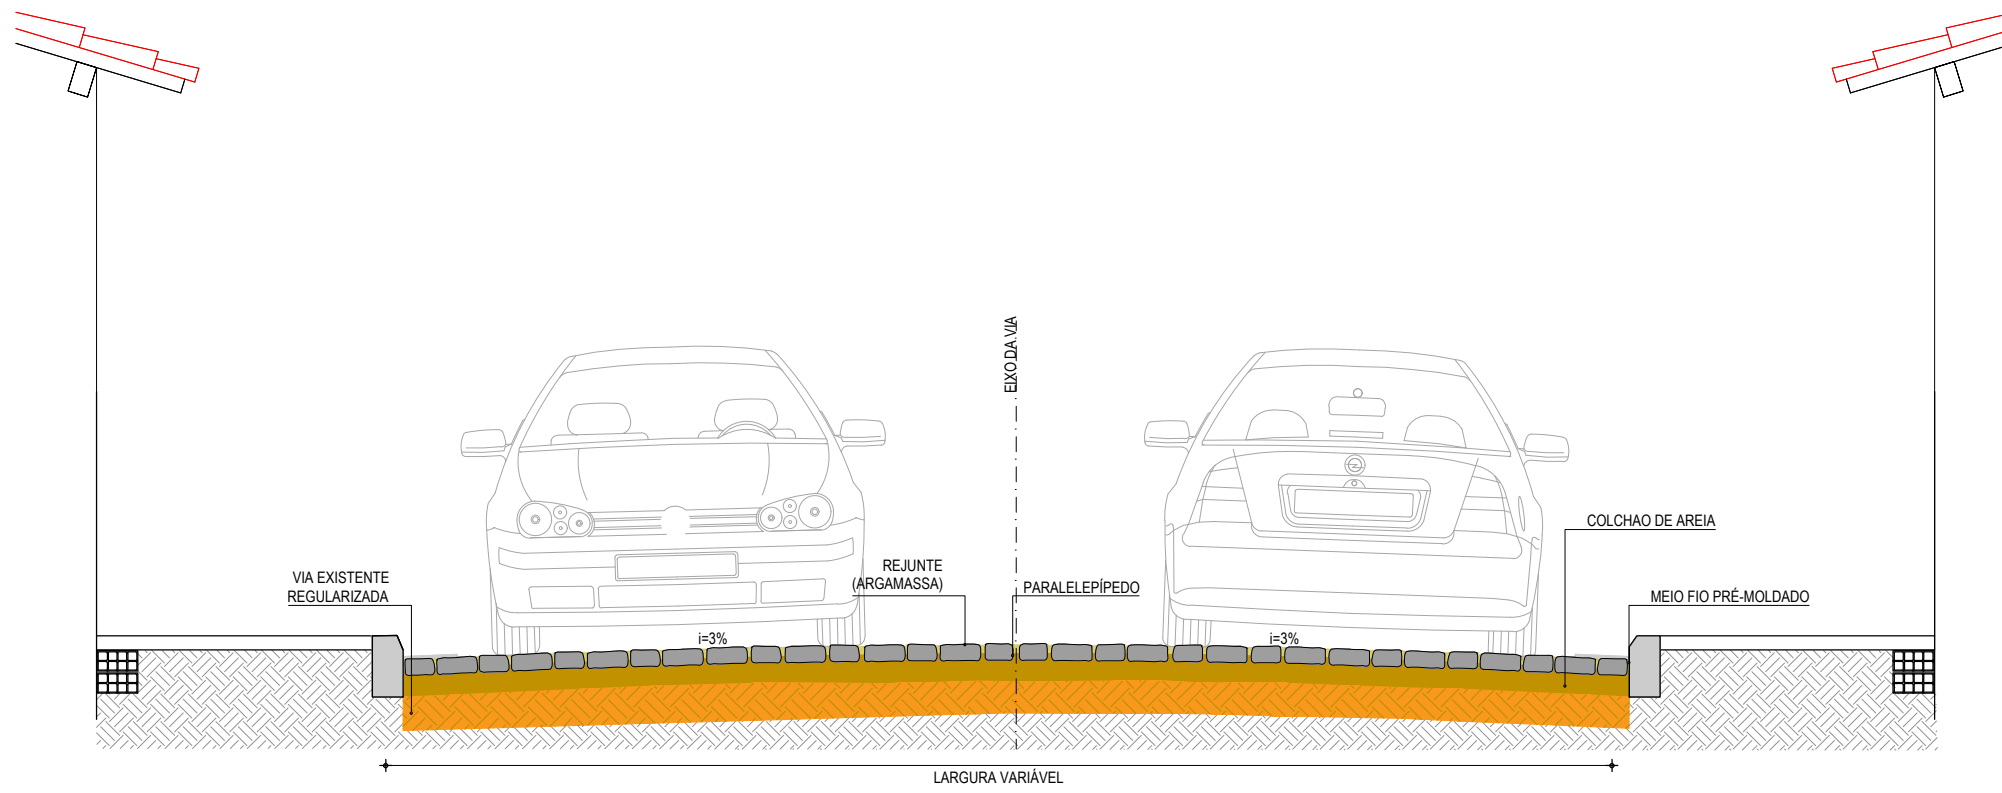 EIXO DA VIA
COLCHAO DE AREIA
VIA EXISTENTE
REGULARIZADA
REJUNTE
(ARGAMASSA)
PARALELEPÍPEDO
MEIO FIO PRÉ-MOLDADO
i=3%
i=3%
LARGURA VARIÁVEL